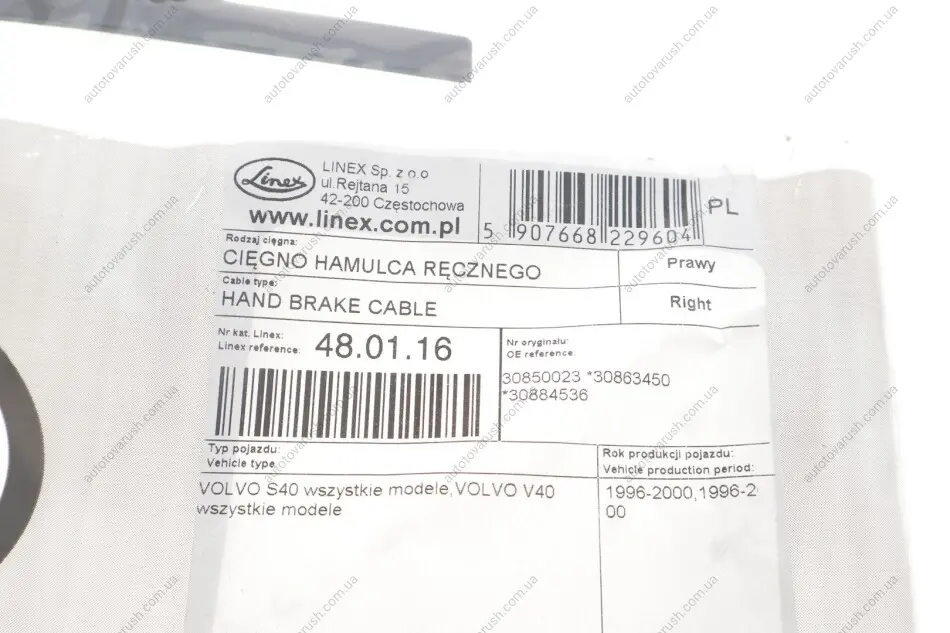 Linex
LINEX Sp. z o.o
ul.Rejtana 15
42-200 Częstochowa
www.linex.com.pl
5 907668 229604
PL
Rodzaj cięgna:
CIĘGNO HAMULCA RĘCZNEGO
Prawy
Cable type:
HAND BRAKE CABLE
Right
Nr kat. Linex:
Linex reference:
48.01.16
Nr oryginału:
OE reference:
30850023 *30863450
*30884536
Typ pojazdu:
Vehicle type
Rok produkcji pojazdu:
Vehicle production period:
VOLVO S40 wszystkie modele,VOLVO V40
wszystkie modele
1996-2000,1996-2
00
autotovarush.com.ua